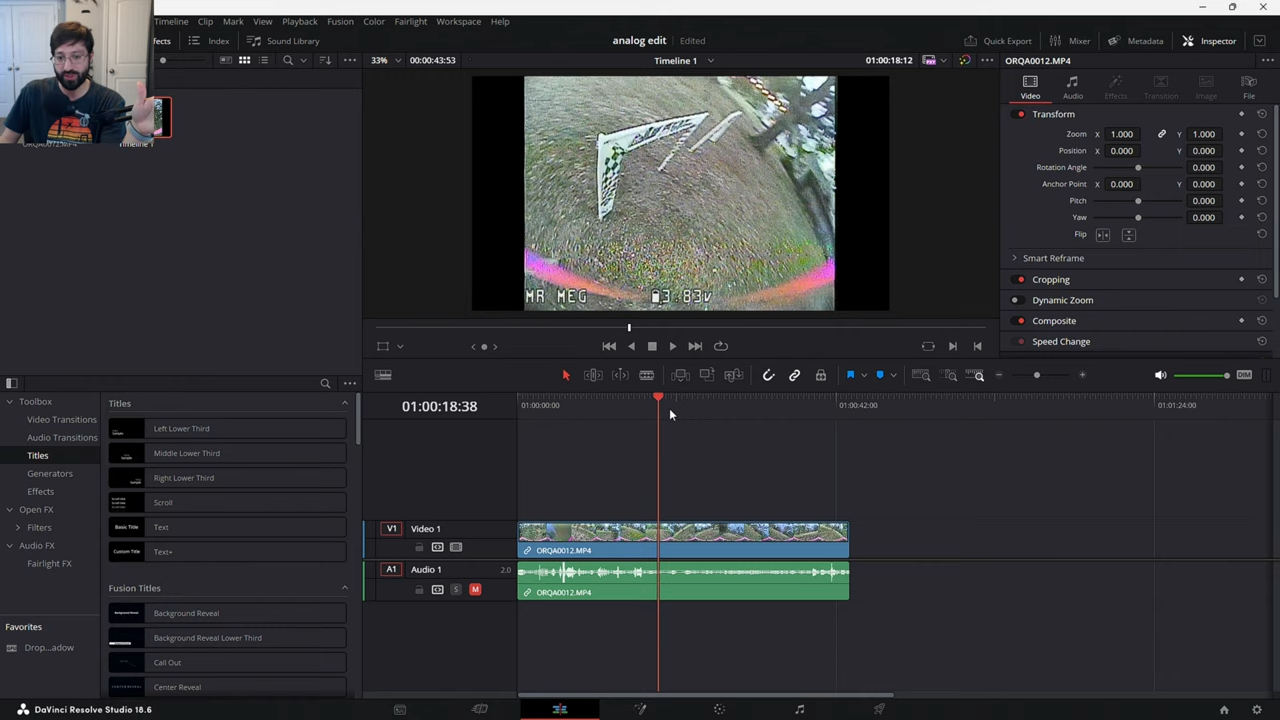 Timeline Clip Mark View Playback Fusion Color Fairlight Workspace Help
Index Sound Library analog edit Edited Quick Export Mixer Metadata Inspector
33% 00:00:43:53 Timeline 1 01:00:18:12 ORQA0012.MP4
Video Audio Effects Transition Image File
Transform
Zoom X 1.000 Y 1.000
Position X 0.000 Y 0.000
Rotation Angle 0.000
Anchor Point X 0.000 Y 0.000
Pitch 0.000
Yaw 0.000
Flip
Smart Reframe
Cropping
Dynamic Zoom
Composite
Speed Change
MR MEG 3.83V
DIM
Toolbox
Video Transitions
Audio Transitions
Titles
Generators
Effects
Open FX
Filters
Audio FX
Fairlight FX
Favorites
Drop...adow
Titles
Left Lower Third
Middle Lower Third
Right Lower Third
Scroll
Basic Title Text
Custom Title Text+
Fusion Titles
Background Reveal
Background Reveal Lower Third
Call Out
Center Reveal
01:00:18:38 01:00:00:00 01:00:42:00 01:01:24:00
V1 Video 1
ORQA0012.MP4
A1 Audio 1 2.0
S M
ORQA0012.MP4
DaVinci Resolve Studio 18.6